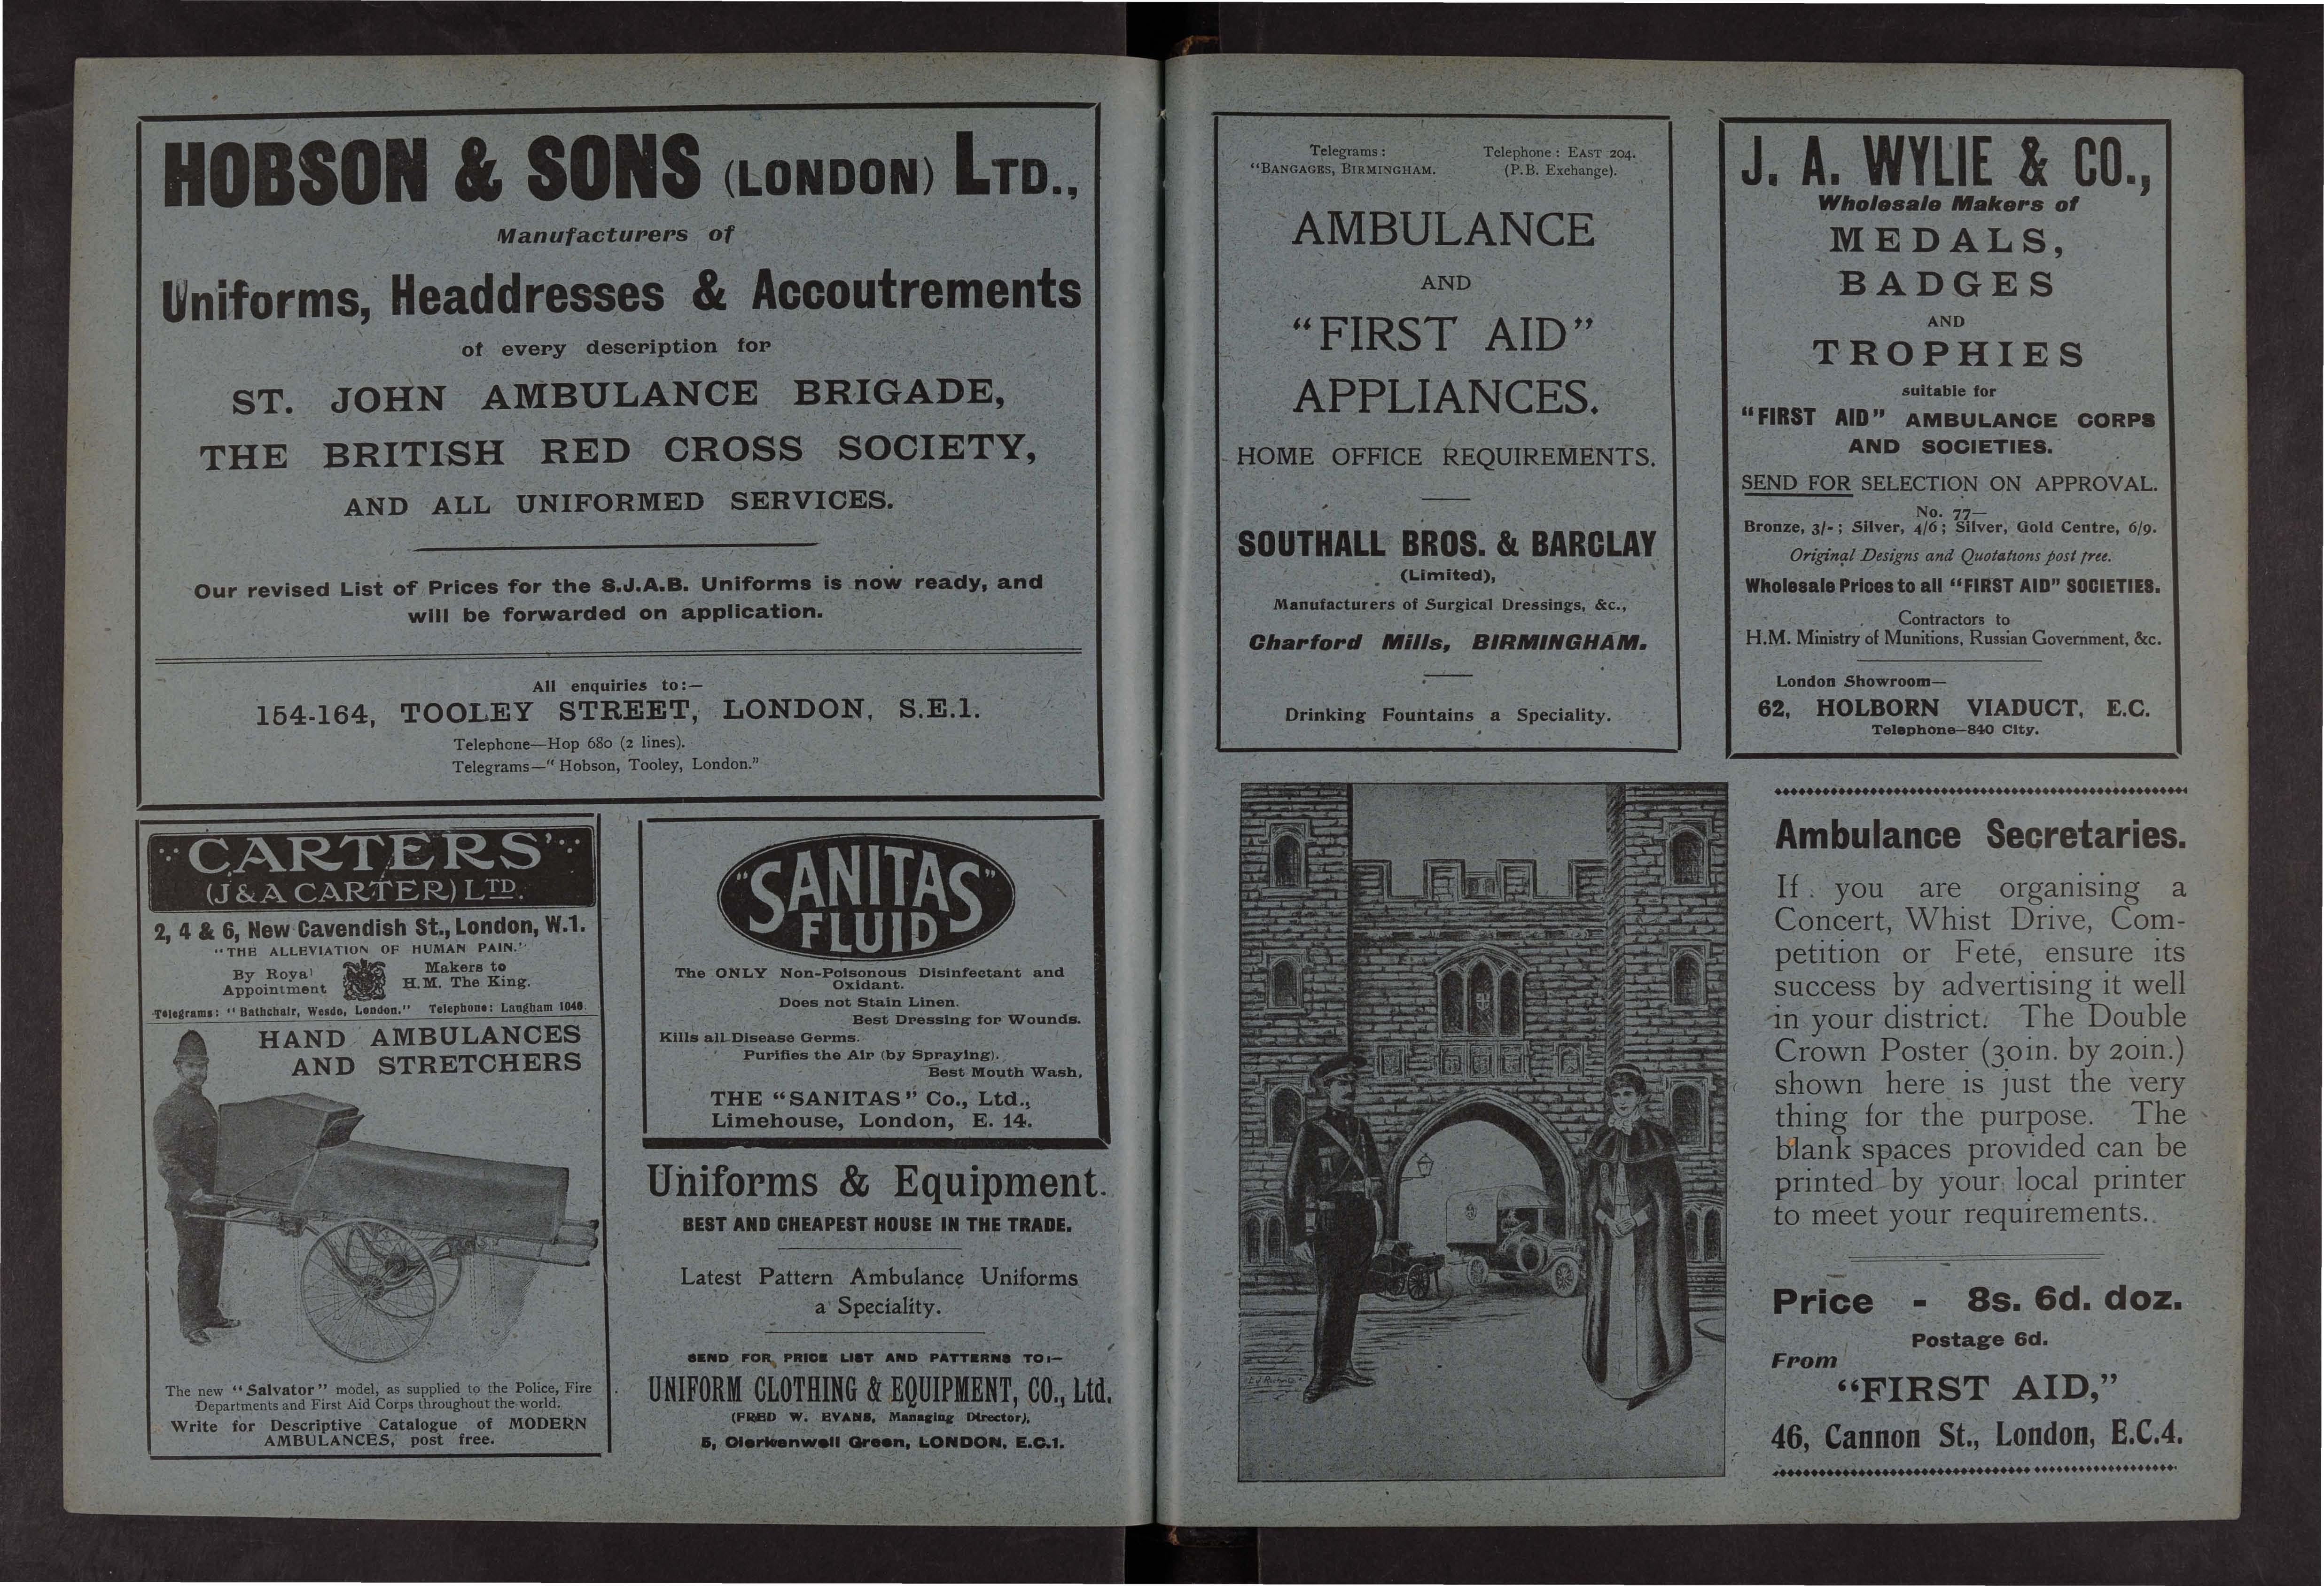 HOBSON & SONS (LONDON) LTD.,
Manufacturers of
Uniforms, Headdresses & Accoutrements
of every description for
ST. JOHN AMBULANCE BRIGADE,
THE BRITISH RED CROSS SOCIETY,
AND ALL UNIFORMED SERVICES.
Our revised List of Prices for the S.J.A.B. Uniforms is now ready, and
will be forwarded on application.
All enquiries to:—
154-164, TOOLEY STREET, LONDON, S.E.1.
Telephone—Hop 680 (2 lines).
Telegrams—"Hobson, Tooley, London."
CARTERS'
(J & A CARTER) LTD.
2, 4 & 6, New Cavendish St., London, W.1.
"THE ALLEVIATION OF HUMAN PAIN."
By Royal
Appointment
Makers to
H.M. The King.
Telegrams: "Bathchair, Wesdo, London." Telephone: Langham 1040.
HAND AMBULANCES
AND STRETCHERS
The new "Salvator" model, as supplied to the Police, Fire
Departments and First Aid Corps throughout the world.
Write for Descriptive Catalogue of MODERN
AMBULANCES, post free.
"SANITAS"
FLUID
The ONLY Non-Poisonous Disinfectant and
Oxidant.
Does not Stain Linen.
Best Dressing for Wounds.
Kills all Disease Germs.
Purifies the Air (by Spraying).
Best Mouth Wash,
THE "SANITAS" Co., Ltd.,
Limehouse, London, E. 14.
Uniforms & Equipment.
BEST AND CHEAPEST HOUSE IN THE TRADE.
Latest Pattern Ambulance Uniforms
a Speciality.
SEND FOR PRICE LIST AND PATTERNS TO:—
UNIFORM CLOTHING & EQUIPMENT, CO., Ltd.
(FRED W. EVANS, Managing Director),
5, Clerkenwell Green, LONDON, E.C.1.
Telegrams:
"BANGAGES, BIRMINGHAM.
Telephone: EAST 204.
(P.B. Exchange).
AMBULANCE
AND
"FIRST AID"
APPLIANCES.
HOME OFFICE REQUIREMENTS.
SOUTHALL BROS. & BARCLAY
(Limited),
Manufacturers of Surgical Dressings, &c.,
Charford Mills, BIRMINGHAM.
Drinking Fountains a Speciality.
J. A. WYLIE & CO.,
Wholesale Makers of
MEDALS,
BADGES
AND
TROPHIES
suitable for
"FIRST AID" AMBULANCE CORPS
AND SOCIETIES.
SEND FOR SELECTION ON APPROVAL.
No. 77—
Bronze, 3/-; Silver, 4/6; Silver, Gold Centre, 6/9.
Original Designs and Quotations post free.
Wholesale Prices to all "FIRST AID" SOCIETIES.
Contractors to
H.M. Ministry of Munitions, Russian Government, &c.
London Showroom—
62, HOLBORN VIADUCT, E.C.
Telephone—840 City.
Ambulance Secretaries.
If you are organising a
Concert, Whist Drive, Com-
petition or Feté, ensure its
success by advertising it well
in your district. The Double
Crown Poster (30in. by 20in.)
shown here is just the very
thing for the purpose. The
blank spaces provided can be
printed by your local printer
to meet your requirements.
Price - 8s. 6d. doz.
Postage 6d.
From
"FIRST AID,"
46, Cannon St., London, E.C.4.